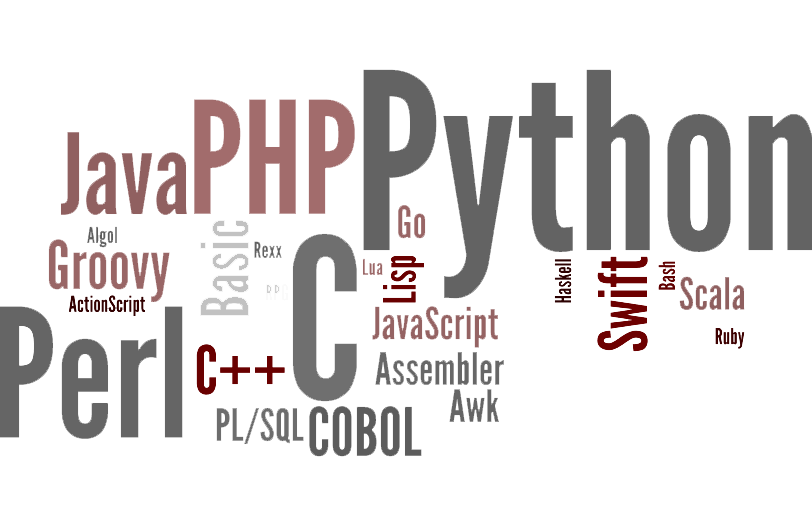 Python
PHP
Java
Go
Algol
Basic
Rexx
Groovy
Lua
Lisp
Haskell
Swift
Bash
Scala
ActionScript
RPG
C
JavaScript
Ruby
Perl
C++
Assembler
Awk
PL/SQL
COBOL